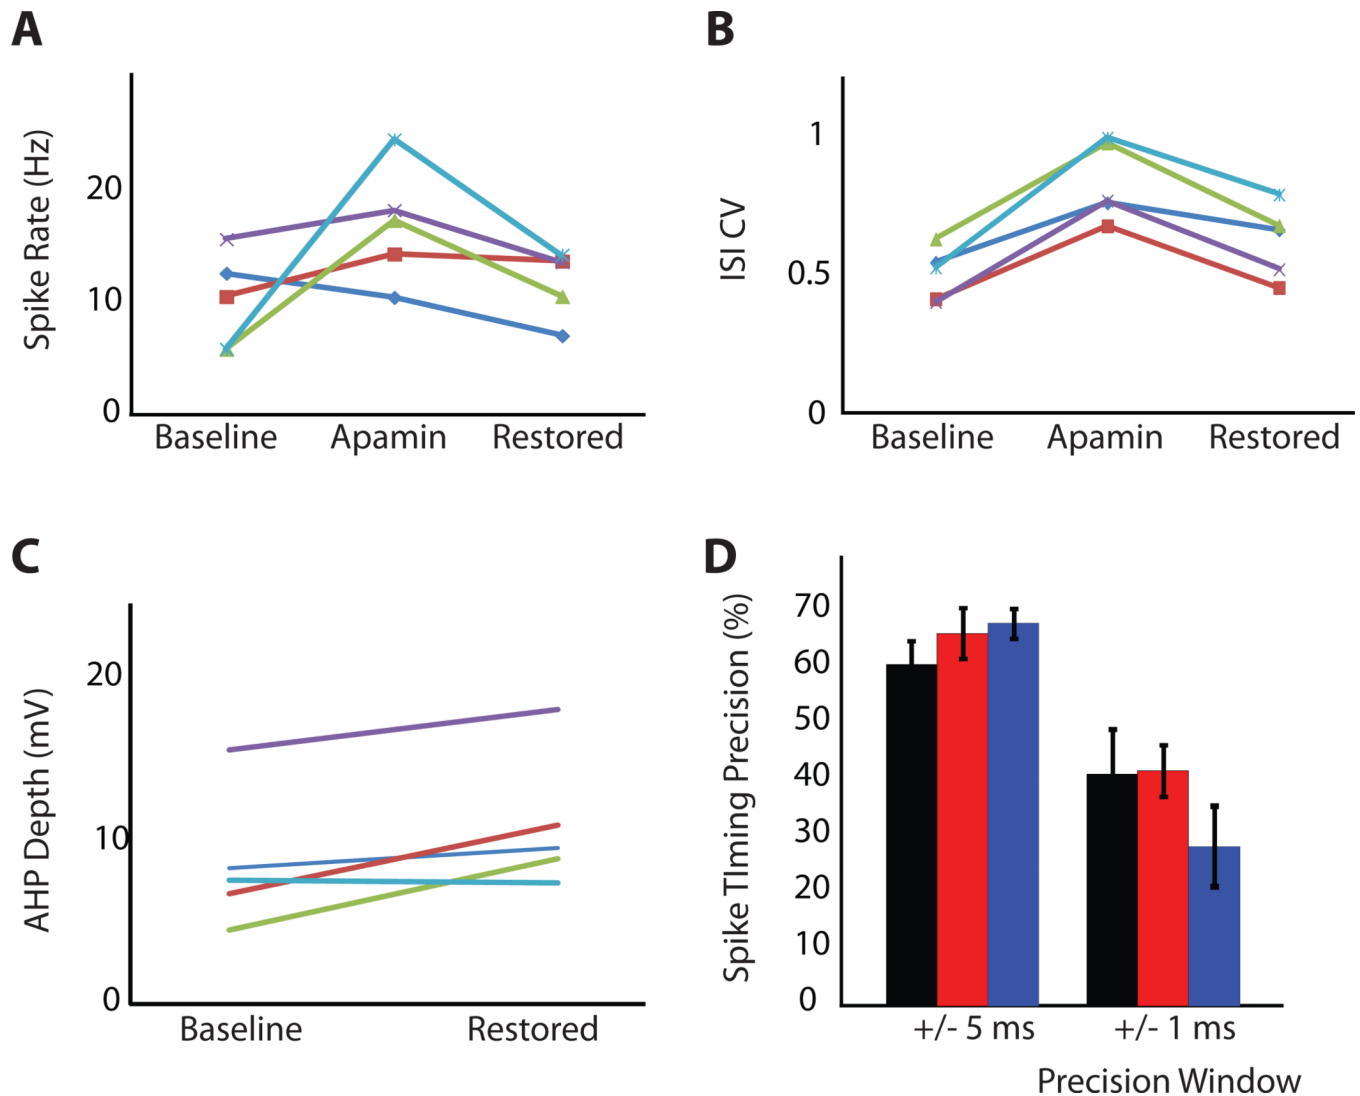 A
Spike Rate (Hz)
20
10
0
Baseline Apamin Restored
B
ISI CV
1
0.5
0
Baseline Apamin Restored
C
AHP Depth (mV)
20
10
0
Baseline Restored
D
Spike TIming Precision (%)
70
60
50
40
30
20
10
0
+/- 5 ms +/- 1 ms
Precision Window